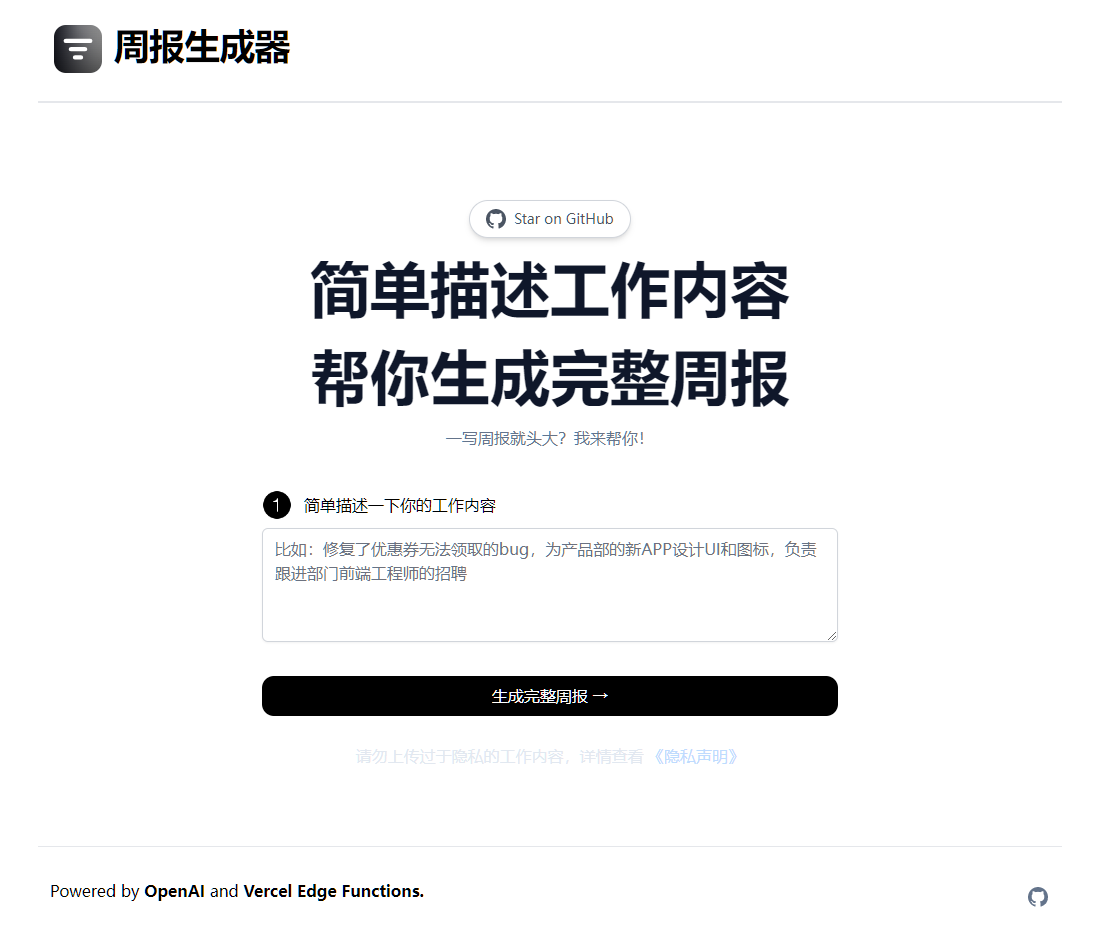 周报生成器
Star on GitHub
简单描述工作内容
帮你生成完整周报
一写周报就头大？我来帮你！
1 简单描述一下你的工作内容
比如：修复了优惠券无法领取的bug，为产品部的新APP设计UI和图标，负责
跟进部门前端工程师的招聘
生成完整周报 →
请勿上传过于隐私的工作内容，详情查看 《隐私声明》
Powered by OpenAI and Vercel Edge Functions.